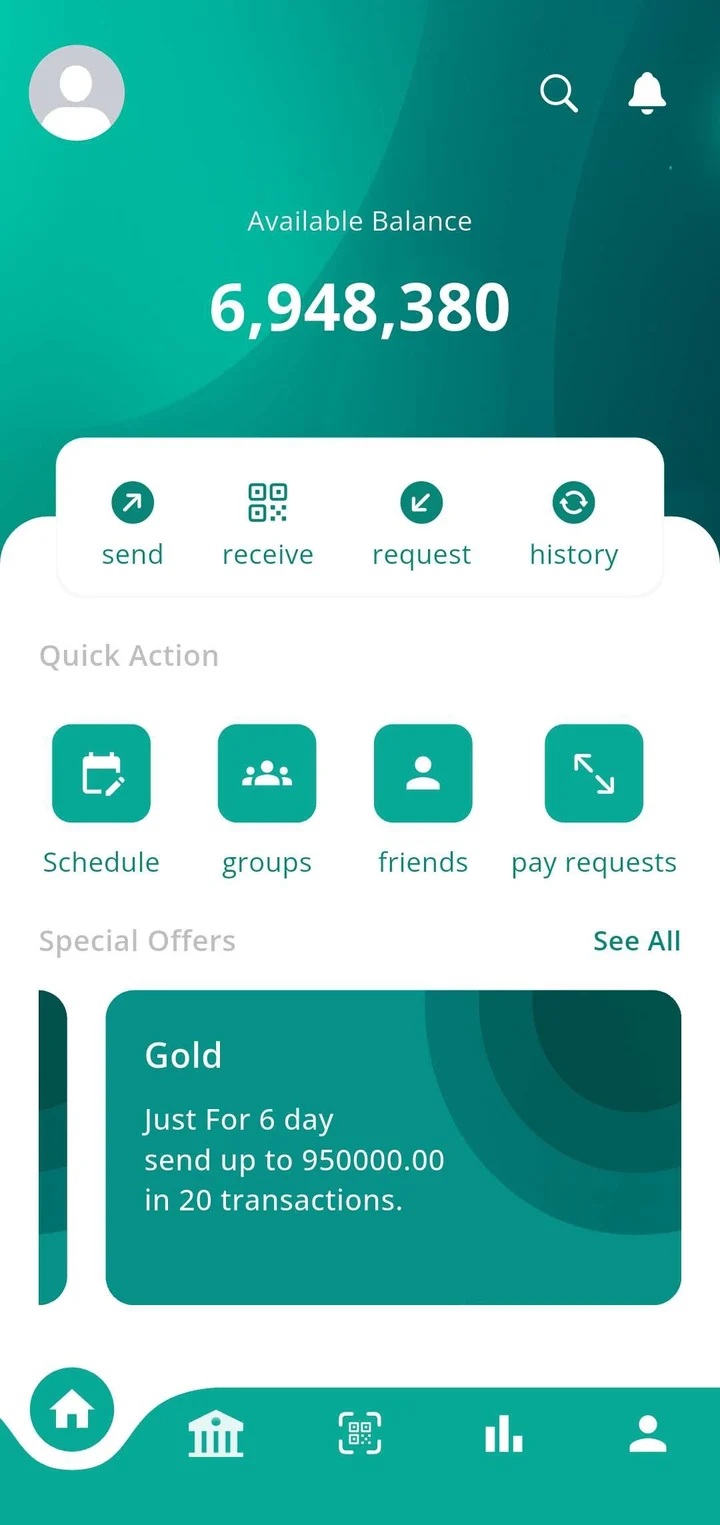 Available Balance
6,948,380
send receive request history
Quick Action
Schedule groups friends pay requests
Special Offers See All
Gold
Just For 6 day
send up to 950000.00
in 20 transactions.